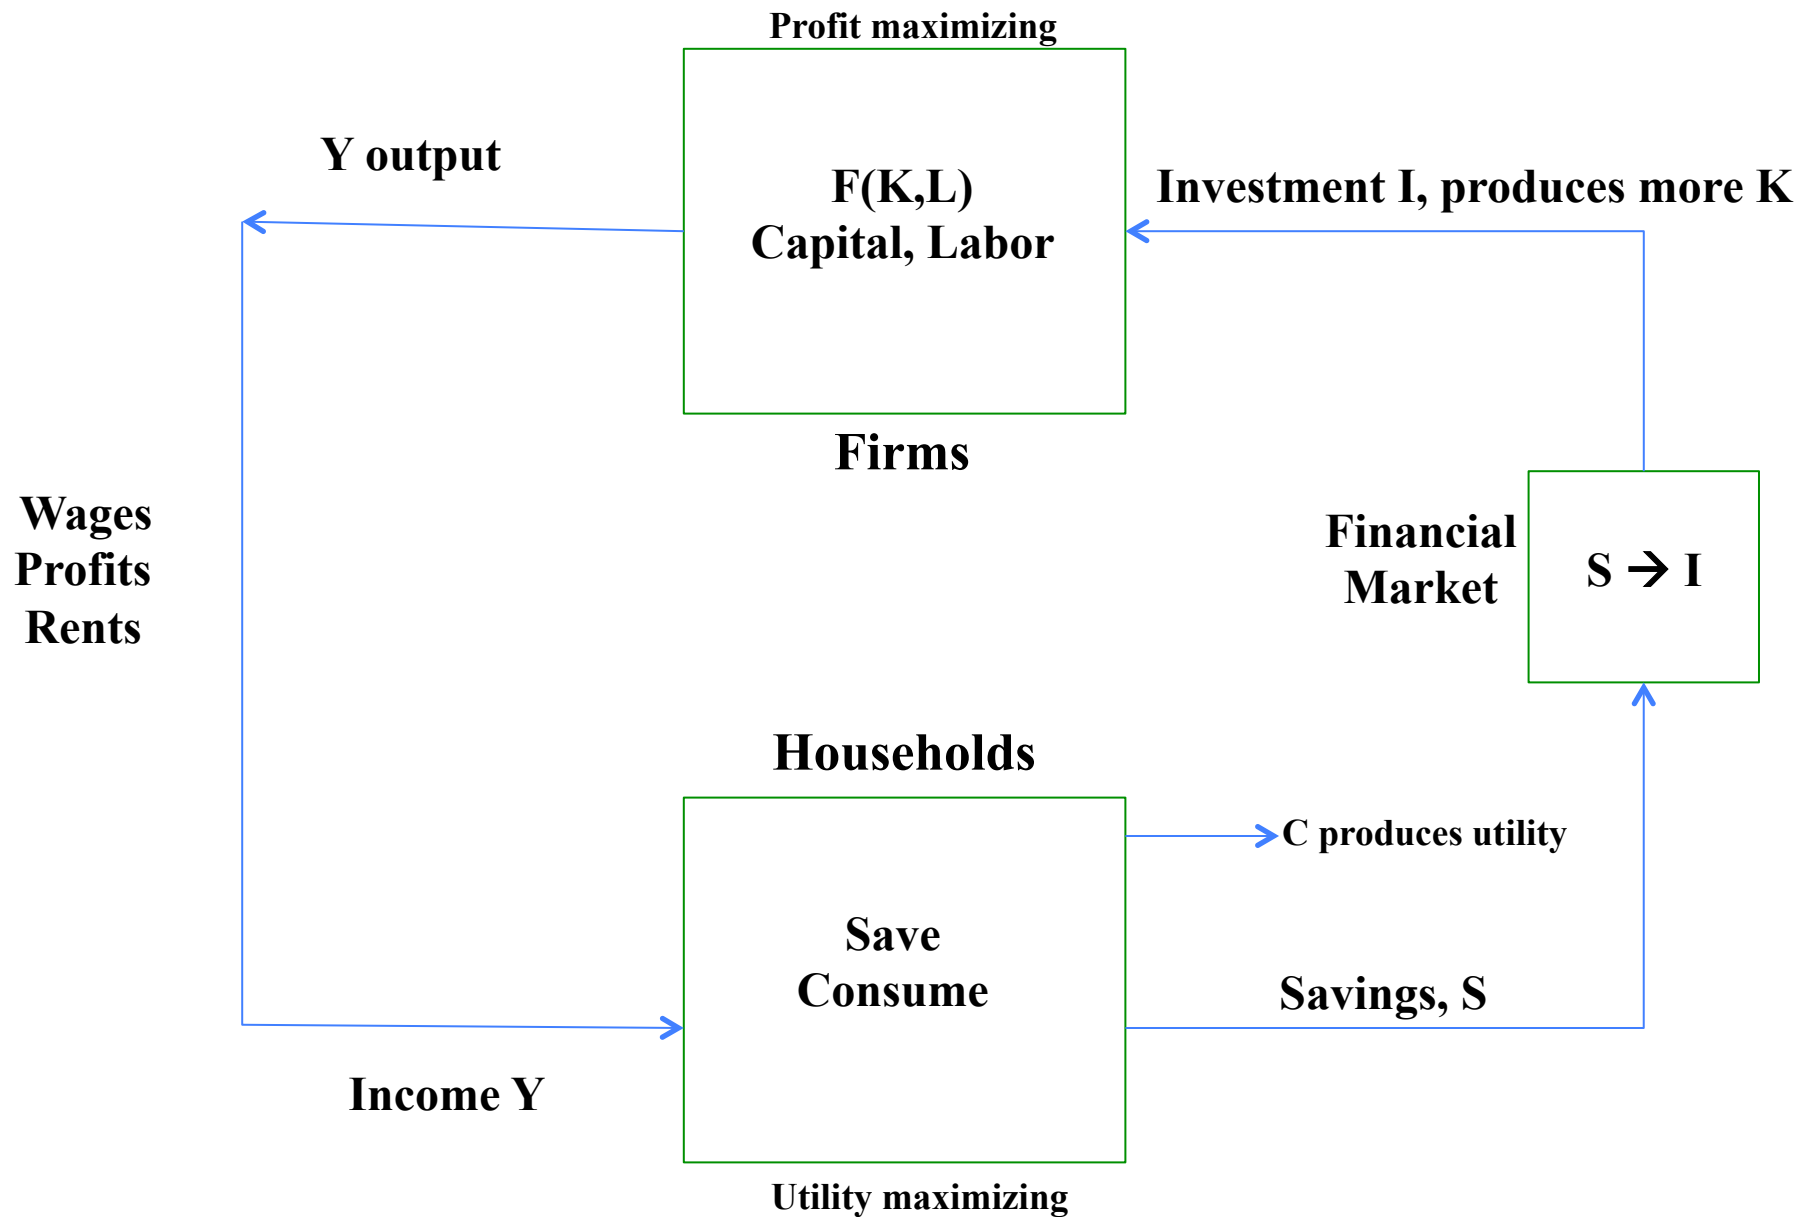 Profit maximizing
Y output
F(K,L)
Capital, Labor
Investment I, produces more K
Firms
Wages
Profits
Rents
Financial
Market
S → I
Households
C produces utility
Save
Consume
Savings, S
Income Y
Utility maximizing